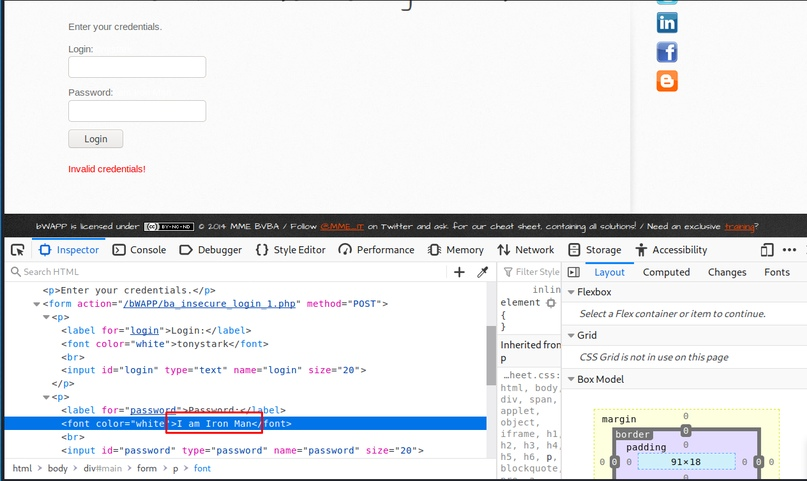 Enter your credentials.
Login:
Password:
Login
Invalid credentials!
in
f
bWAPP is licensed under CC BY-NC-ND © 2014 MME BVBA / Follow @MME_IT on Twitter and ask for our cheat sheet, containing all solutions! / Need an exclusive training?
Inspector Console Debugger Style Editor Performance Memory Network Storage Accessibility
Search HTML
<p>Enter your credentials.</p>
<form action="/bWAPP/ba_insecure_login_1.php" method="POST">
<p>
<label for="login">Login:</label>
<font color="white">tonystark</font>
<br>
<input id="login" type="text" name="login" size="20">
</p>
<p>
<label for="password">Password:</label>
<font color="white">I am Iron Man</font>
<br>
<input id="password" type="password" name="password" size="20">
html > body > div#main > form > p > font
Filter Style
inlin
element
{
}
Inherited from
p
…heet.css:
html, body,
div, span,
applet,
object,
iframe, h1,
h2, h3, h4,
h5, h6, p,
blockquote,
Layout Computed Changes Fonts
Flexbox
Select a Flex container or item to continue.
Grid
CSS Grid is not in use on this page
Box Model
margin 0
border 0
padding 0
0 0 0 91×18 0 0 0